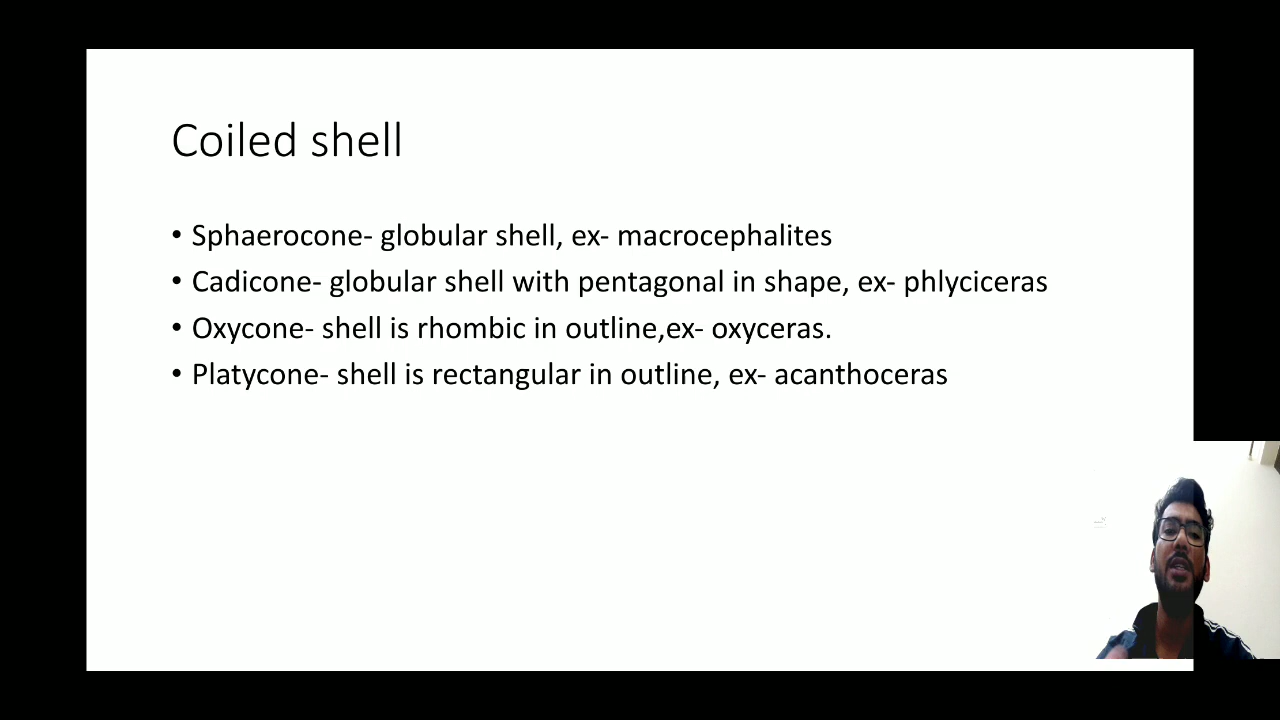 Coiled shell
• Sphaerocone- globular shell, ex- macrocephalites
• Cadicone- globular shell with pentagonal in shape, ex- phlyciceras
• Oxycone- shell is rhombic in outline,ex- oxyceras.
• Platycone- shell is rectangular in outline, ex- acanthoceras